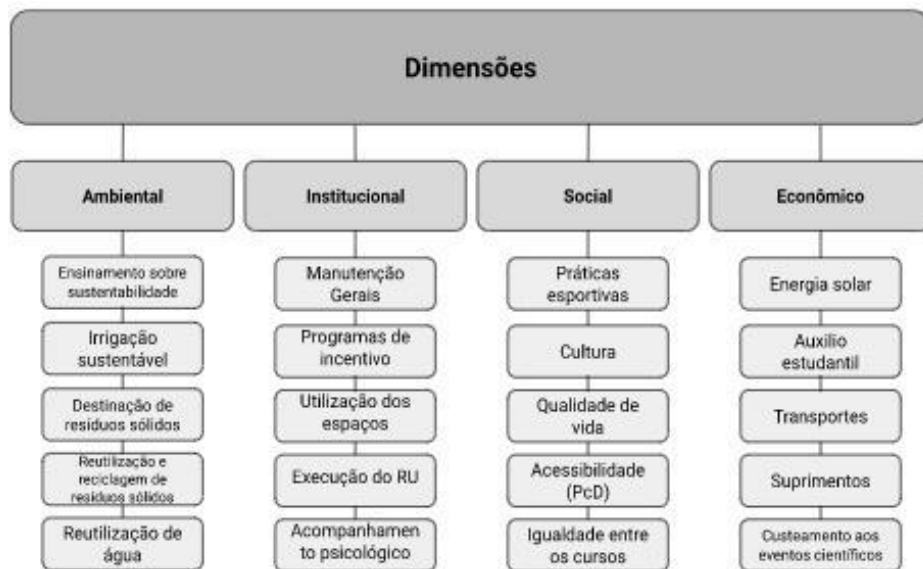 Dimensões
Ambiental
Institucional
Social
Econômico
Ensinamento sobre
sustentabilidade
Manutenção
Gerais
Práticas
esportivas
Energia solar
Irrigação
sustentável
Programas de
incentivo
Cultura
Auxilio
estudantil
Destinação de
resíduos sólidos
Utilização dos
espaços
Qualidade de
vida
Transportes
Reutilização e
reciclagem de
resíduos sólidos
Execução do RU
Acessibilidade
(PcD)
Suprimentos
Reutilização de
água
Acompanhamen
to psicológico
Igualdade entre
os cursos
Custeamento aos
eventos científicos